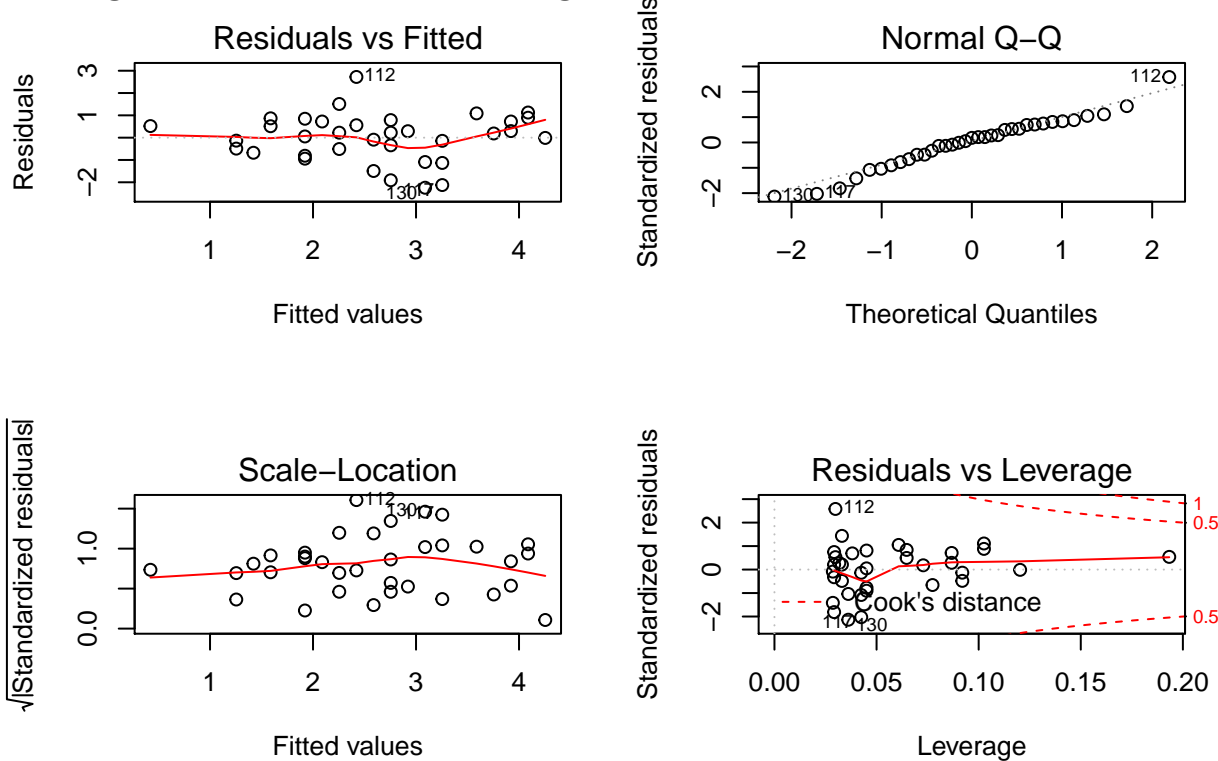 Residuals vs Fitted
Residuals
3
1
−2
112
130
117
1 2 3 4
Fitted values
Normal Q−Q
Standardized residuals
2
0
−2
112
130
117
−2 −1 0 1 2
Theoretical Quantiles
Scale−Location
√|Standardized residuals|
1.0
0.0
112
130
117
1 2 3 4
Fitted values
Residuals vs Leverage
Standardized residuals
2
0
−2
112
117
130
Cook's distance
1
0.5
0.5
0.00 0.05 0.10 0.15 0.20
Leverage